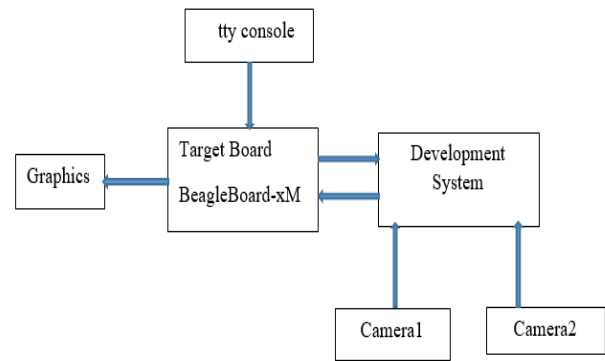 tty console
Target Board
BeagleBoard-xM
Development
System
Graphics
Camera1
Camera2